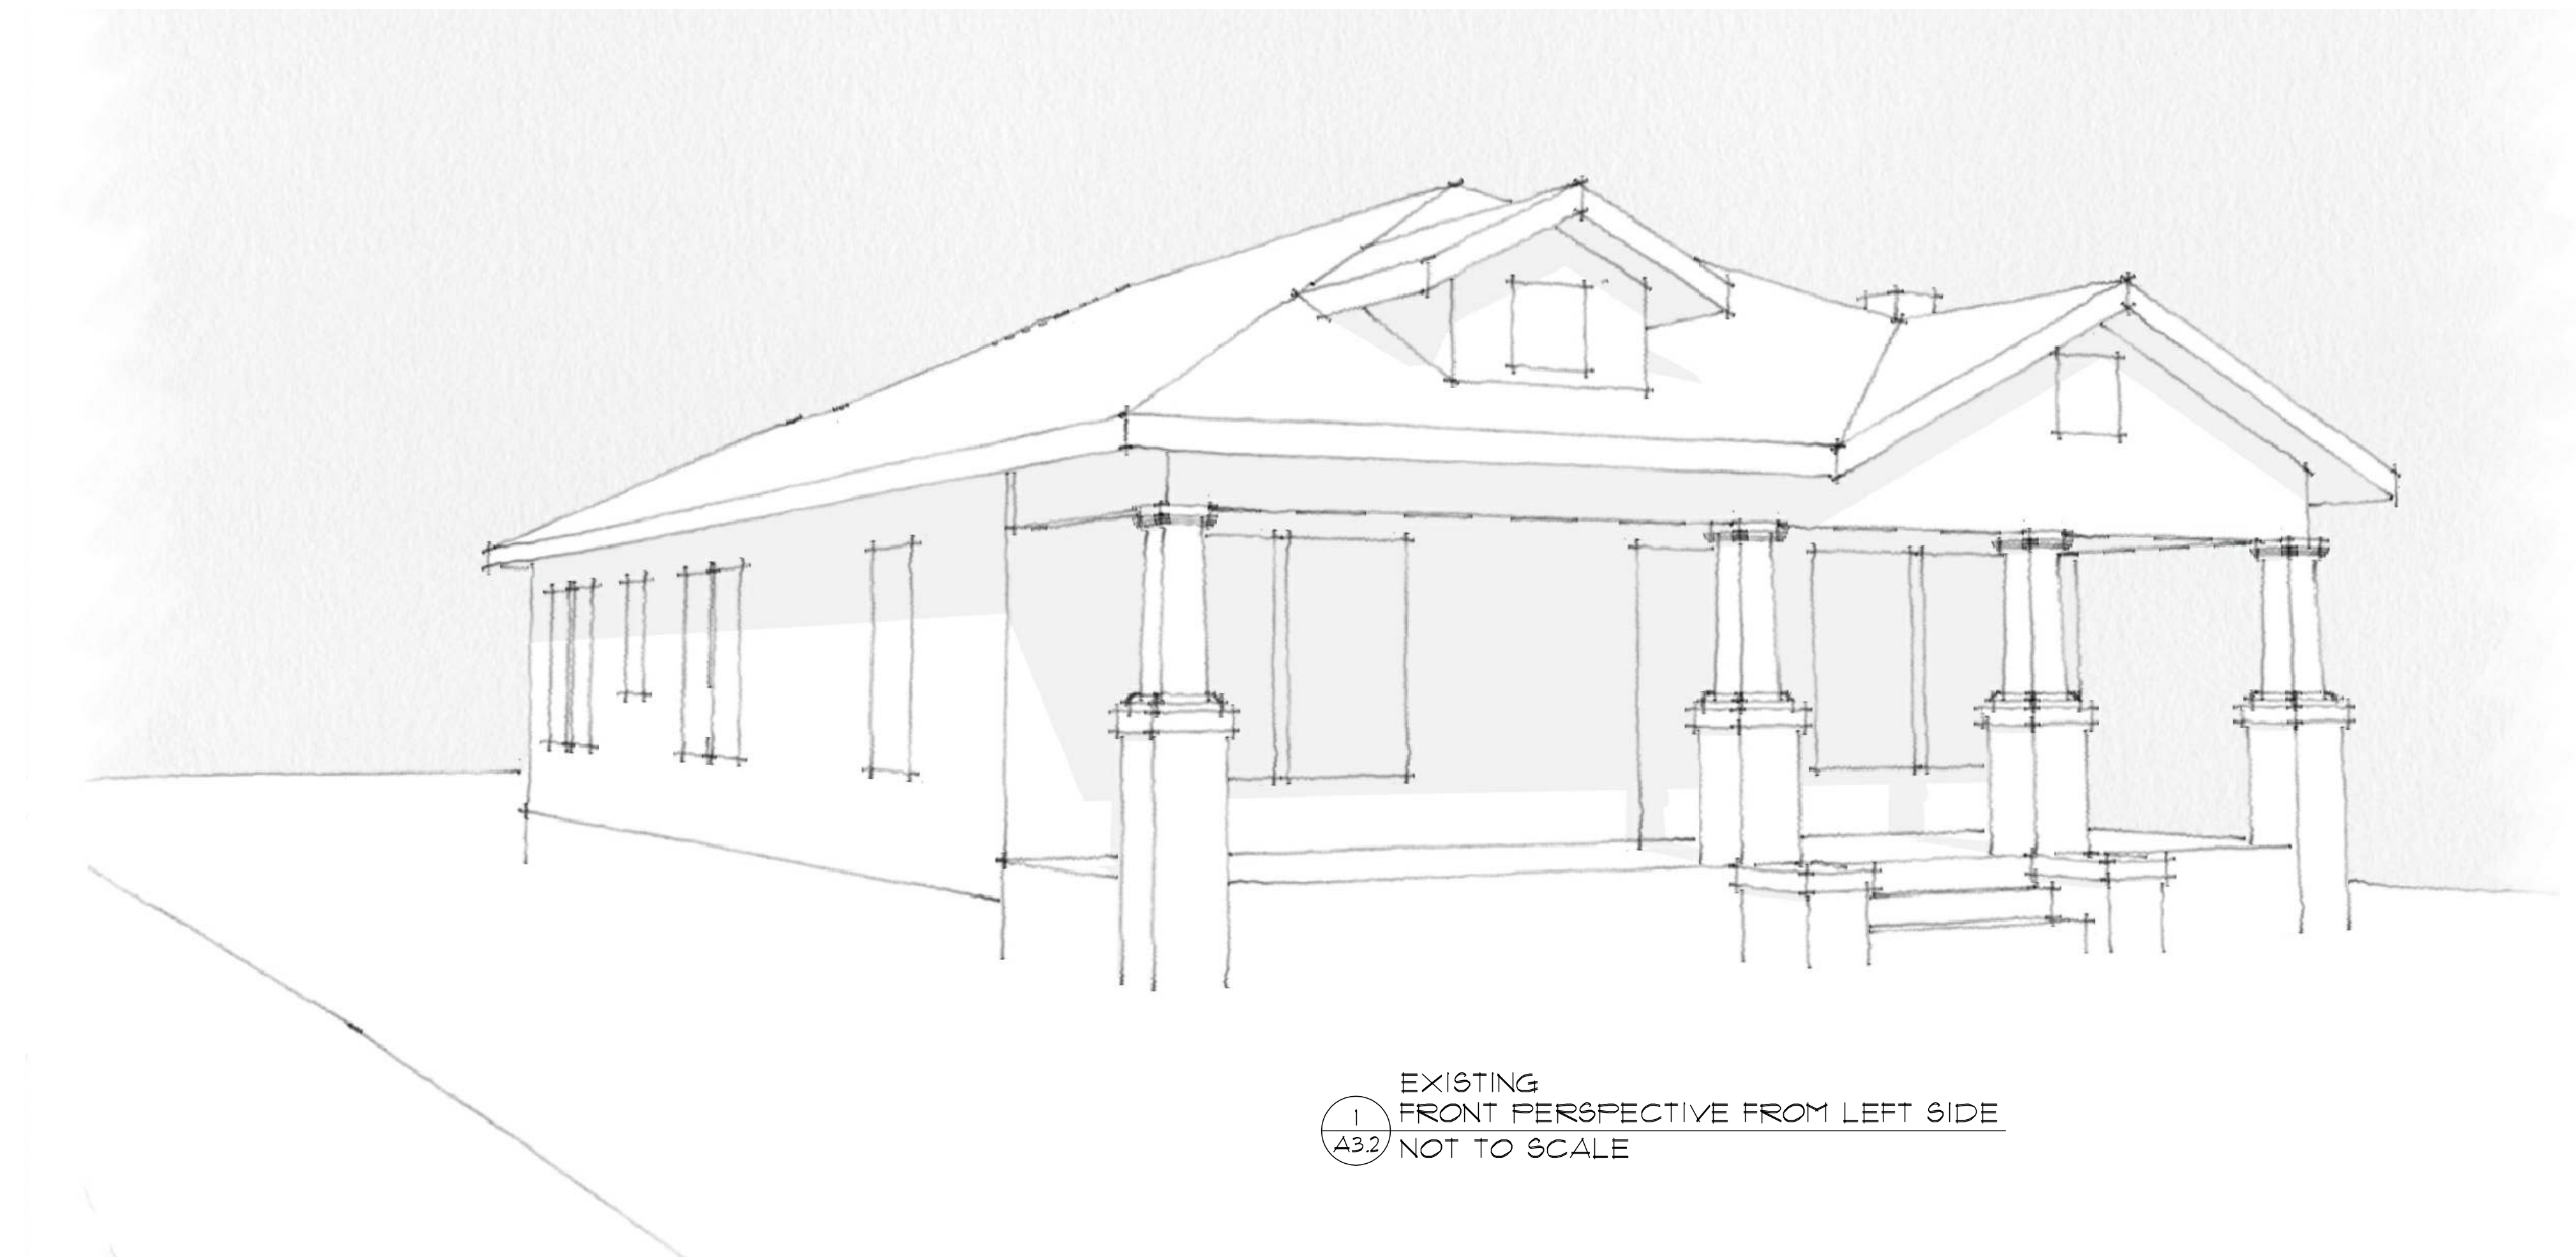 EXISTING
1 FRONT PERSPECTIVE FROM LEFT SIDE
A3.2 NOT TO SCALE